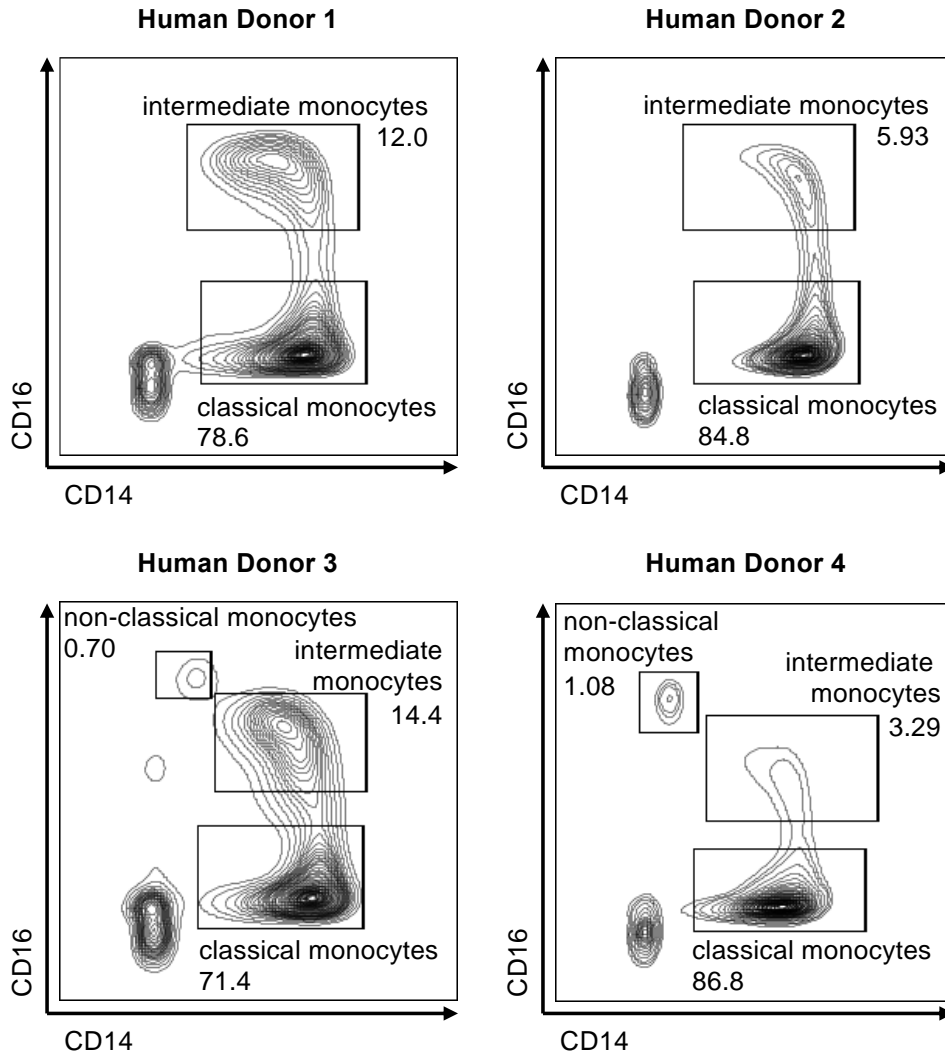 Human Donor 1
intermediate monocytes
12.0
CD16
classical monocytes
78.6
CD14
Human Donor 2
intermediate monocytes
5.93
CD16
classical monocytes
84.8
CD14
Human Donor 3
non-classical monocytes
0.70
intermediate
monocytes
14.4
CD16
classical monocytes
71.4
CD14
Human Donor 4
non-classical
monocytes
1.08
intermediate
monocytes
3.29
CD16
classical monocytes
86.8
CD14